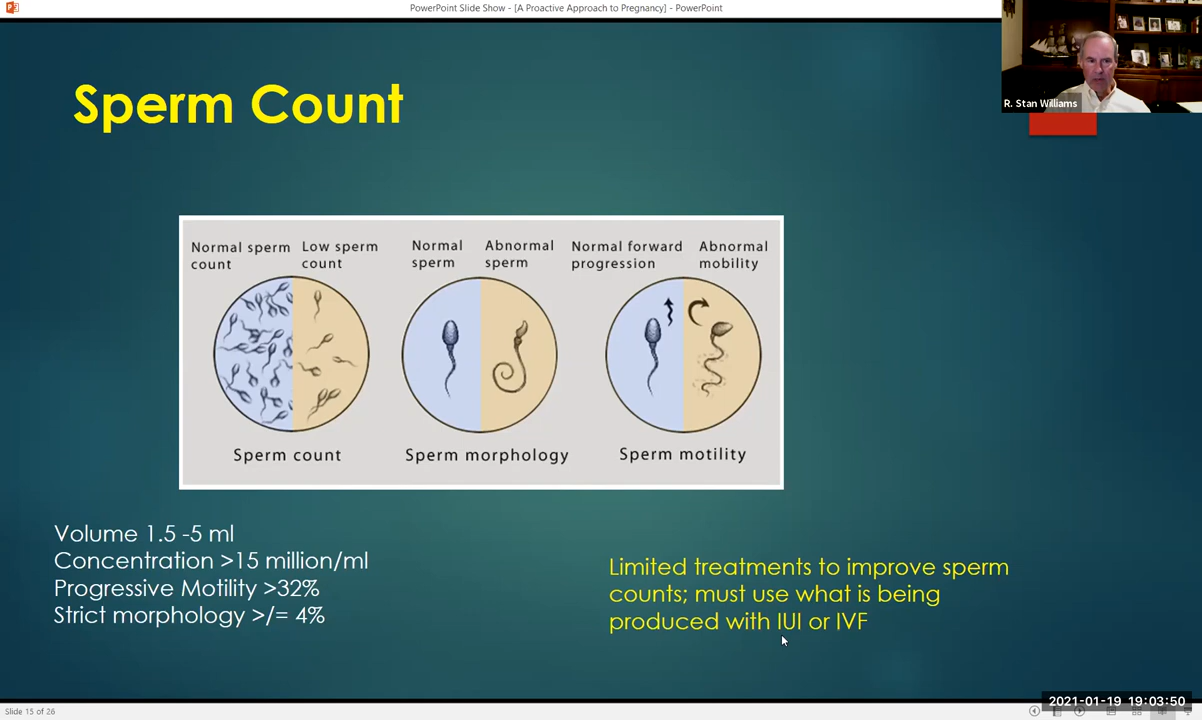 PowerPoint Slide Show - [A Proactive Approach to Pregnancy] - PowerPoint
R. Stan Williams
Sperm Count
Normal sperm count
Low sperm count
Normal sperm
Abnormal sperm
Normal forward progression
Abnormal mobility
Sperm count
Sperm morphology
Sperm motility
Volume 1.5 -5 ml
Concentration >15 million/ml
Progressive Motility >32%
Strict morphology >/= 4%
Limited treatments to improve sperm
counts; must use what is being
produced with IUI or IVF
Slide 15 of 26
2021-01-19 19:03:50